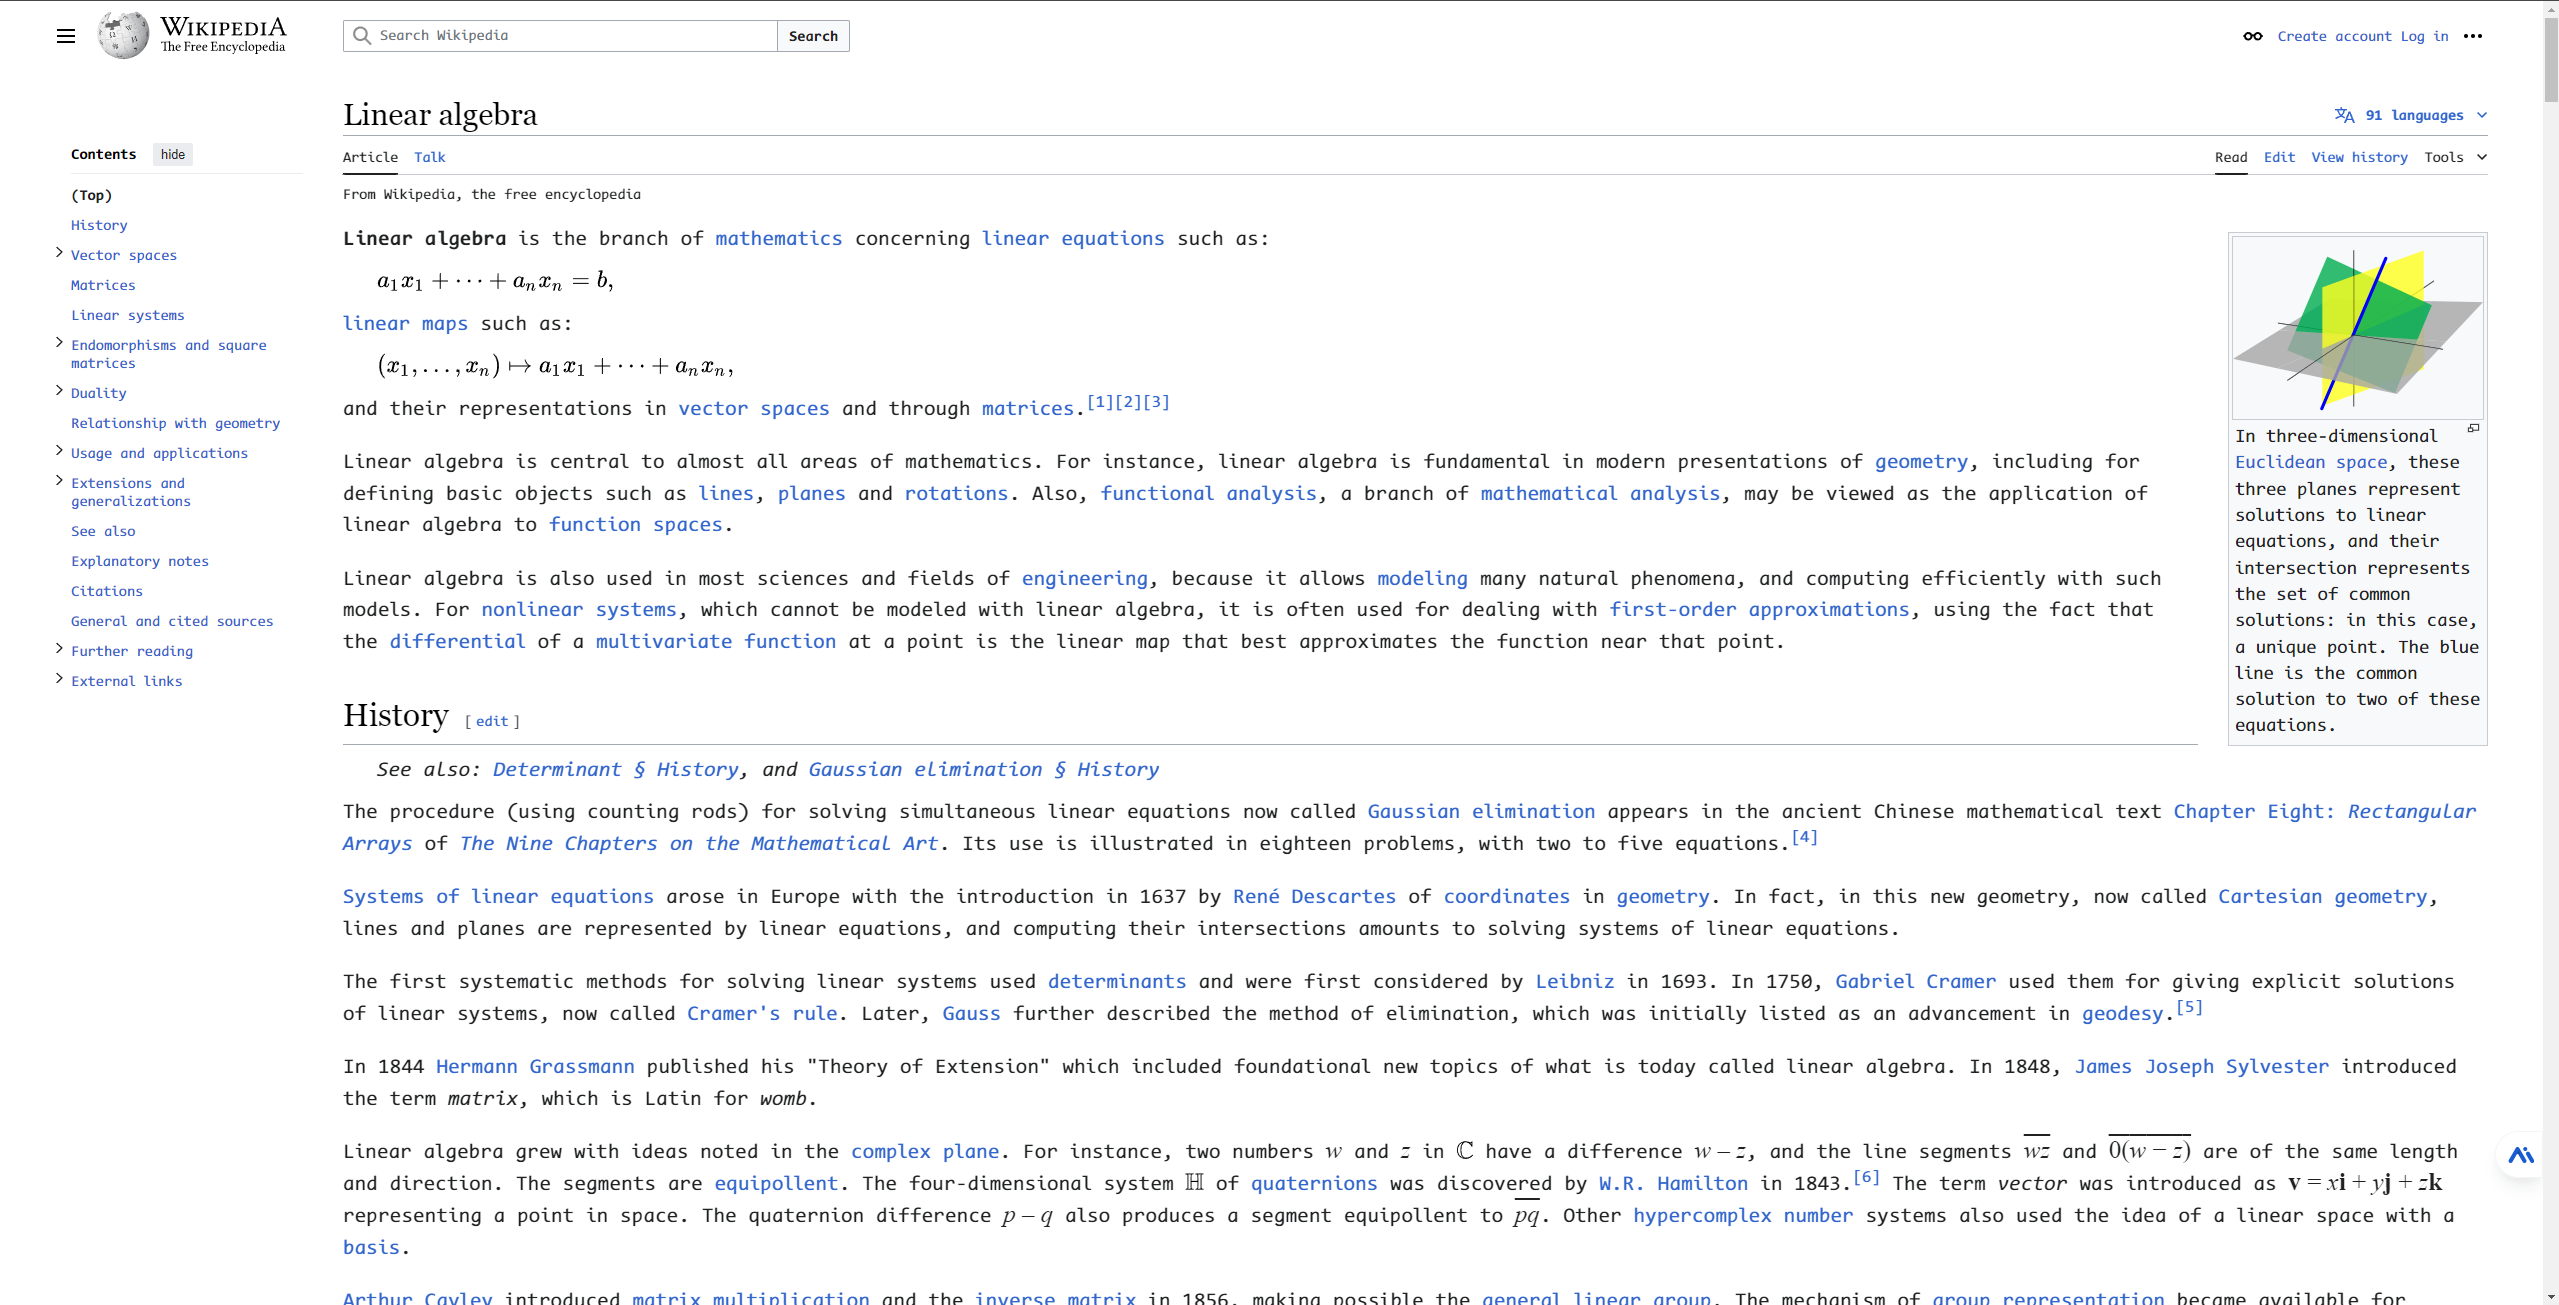 WIKIPEDIA
The Free Encyclopedia
Search Wikipedia
Search
Create account Log in
Contents hide
(Top)
History
Vector spaces
Matrices
Linear systems
Endomorphisms and square
matrices
Duality
Relationship with geometry
Usage and applications
Extensions and
generalizations
See also
Explanatory notes
Citations
General and cited sources
Further reading
External links
Linear algebra
91 languages
Article Talk
Read Edit View history Tools
From Wikipedia, the free encyclopedia
Linear algebra is the branch of mathematics concerning linear equations such as:
a₁x₁ + ⋯ + aₙxₙ = b,
linear maps such as:
(x₁, …, xₙ) ↦ a₁x₁ + ⋯ + aₙxₙ,
and their representations in vector spaces and through matrices.[1][2][3]
Linear algebra is central to almost all areas of mathematics. For instance, linear algebra is fundamental in modern presentations of geometry, including for
defining basic objects such as lines, planes and rotations. Also, functional analysis, a branch of mathematical analysis, may be viewed as the application of
linear algebra to function spaces.
Linear algebra is also used in most sciences and fields of engineering, because it allows modeling many natural phenomena, and computing efficiently with such
models. For nonlinear systems, which cannot be modeled with linear algebra, it is often used for dealing with first-order approximations, using the fact that
the differential of a multivariate function at a point is the linear map that best approximates the function near that point.
In three-dimensional
Euclidean space, these
three planes represent
solutions to linear
equations, and their
intersection represents
the set of common
solutions: in this case,
a unique point. The blue
line is the common
solution to two of these
equations.
History [ edit ]
See also: Determinant § History, and Gaussian elimination § History
The procedure (using counting rods) for solving simultaneous linear equations now called Gaussian elimination appears in the ancient Chinese mathematical text Chapter Eight: Rectangular
Arrays of The Nine Chapters on the Mathematical Art. Its use is illustrated in eighteen problems, with two to five equations.[4]
Systems of linear equations arose in Europe with the introduction in 1637 by René Descartes of coordinates in geometry. In fact, in this new geometry, now called Cartesian geometry,
lines and planes are represented by linear equations, and computing their intersections amounts to solving systems of linear equations.
The first systematic methods for solving linear systems used determinants and were first considered by Leibniz in 1693. In 1750, Gabriel Cramer used them for giving explicit solutions
of linear systems, now called Cramer's rule. Later, Gauss further described the method of elimination, which was initially listed as an advancement in geodesy.[5]
In 1844 Hermann Grassmann published his "Theory of Extension" which included foundational new topics of what is today called linear algebra. In 1848, James Joseph Sylvester introduced
the term matrix, which is Latin for womb.
Linear algebra grew with ideas noted in the complex plane. For instance, two numbers w and z in ℂ have a difference w – z, and the line segments w̅z̅ and 0̅(̅w̅ ̅−̅ ̅z̅)̅ are of the same length
and direction. The segments are equipollent. The four-dimensional system ℍ of quaternions was discovered by W.R. Hamilton in 1843.[6] The term vector was introduced as v = xi + yj + zk
representing a point in space. The quaternion difference p – q also produces a segment equipollent to p̅q̅. Other hypercomplex number systems also used the idea of a linear space with a
basis.
Arthur Cayley introduced matrix multiplication and the inverse matrix in 1856, making possible the general linear group. The mechanism of group representation became available for